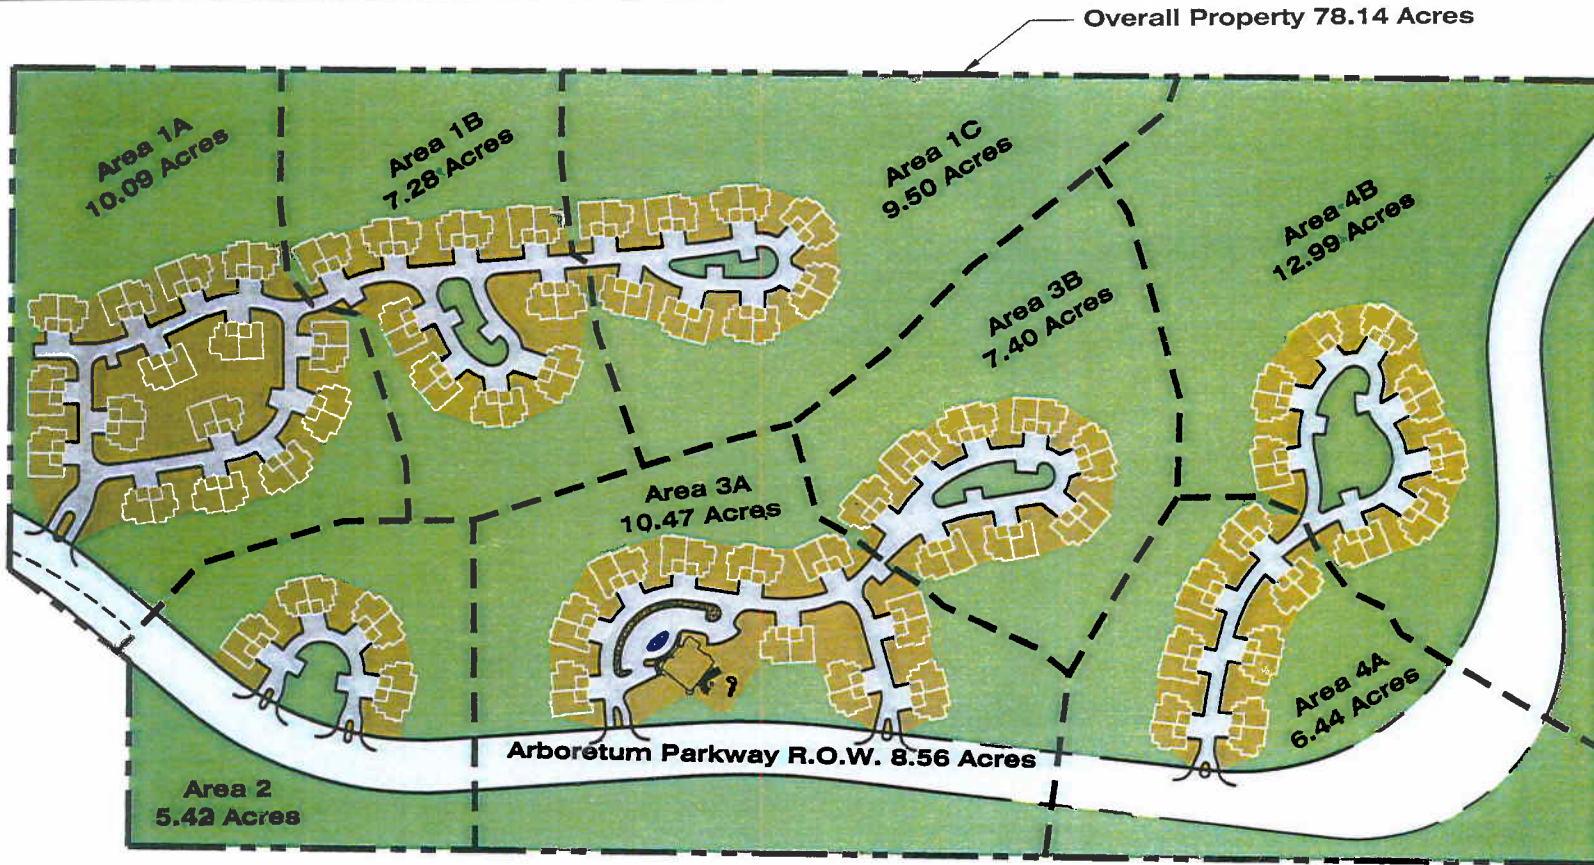 Overall Property 78.14 Acres
Area 1A
10.09 Acres
Area 1B
7.28 Acres
Area 1C
9.50 Acres
Area 4B
12.99 Acres
Area 3B
7.40 Acres
Area 3A
10.47 Acres
Area 4A
6.44 Acres
Arboretum Parkway R.O.W. 8.56 Acres
Area 2
5.42 Acres